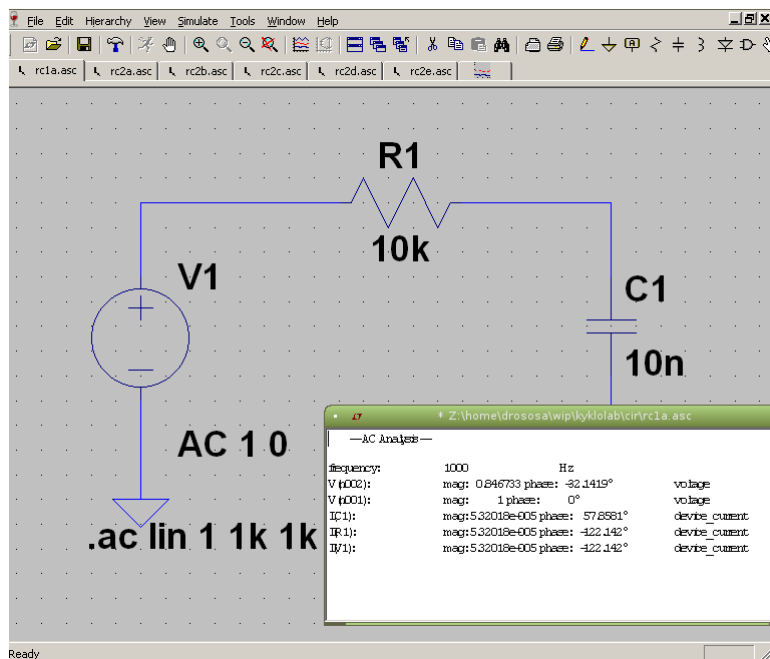 File Edit Hierarchy View Simulate Tools Window Help
rc1a.asc rc2a.asc rc2b.asc rc2c.asc rc2d.asc rc2e.asc
R1
10k
V1
C1
10n
AC 1 0
.ac lin 1 1k 1k
* Z:\home\drososa\wip\kyklolab\cir\rc1a.asc
---AC Analysis---
frequency: 1000 Hz
V(n002): mag: 0.846733 phase: -32.1419° voltage
V(n001): mag: 1 phase: 0° voltage
I(C1): mag: 5.32018e-005 phase: 57.8581° device_current
I(R1): mag: 5.32018e-005 phase: -122.142° device_current
I(V1): mag: 5.32018e-005 phase: -122.142° device_current
Ready